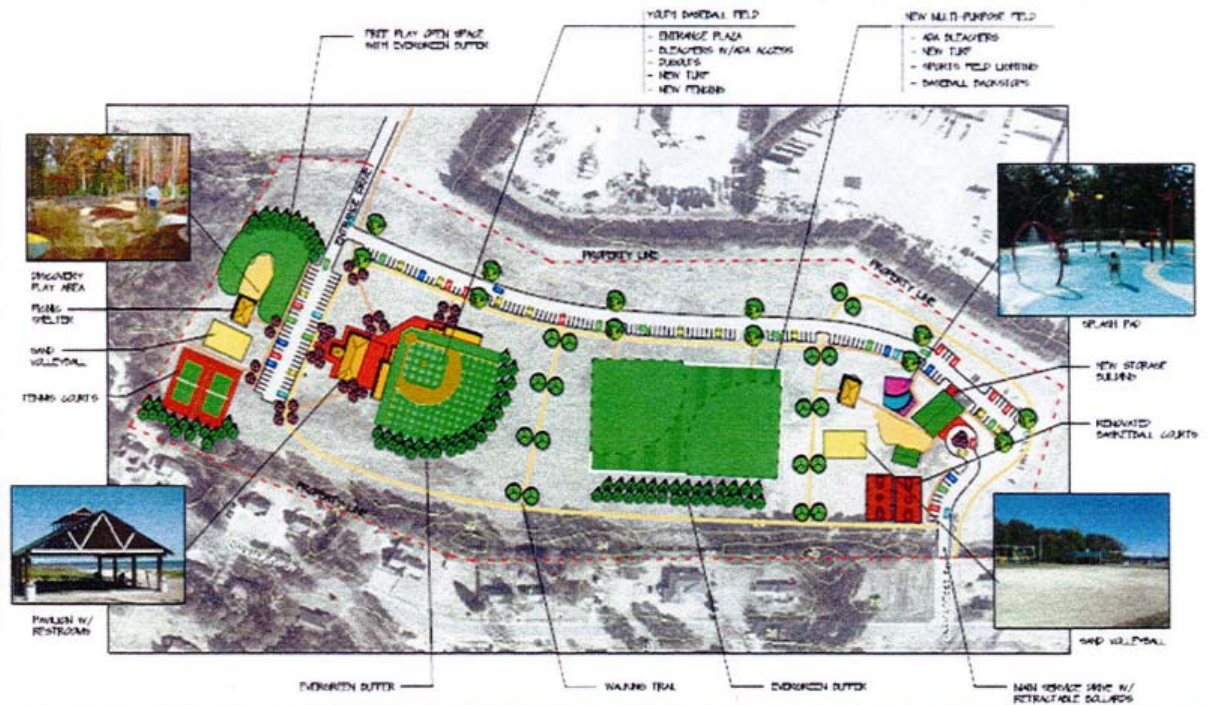 FREE PLAY OPEN SPACE
WITH EVERGREEN BUFFER
YOUTH BASEBALL FIELD
- ENTRANCE PLAZA
- BLEACHERS W/ADA ACCESS
- DUGOUTS
- NEW TURF
- NEW FENCING
NEW MULTI-PURPOSE FIELD
- ADA BLEACHERS
- NEW TURF
- SPORTS FIELD LIGHTING
- BASEBALL BACKSTOPS
ENTRANCE DRIVE
PROPERTY LINE
PROPERTY LINE
PROPERTY LINE
DISCOVERY
PLAY AREA
PICNIC
SHELTER
SAND
VOLLEYBALL
TENNIS COURTS
PAVILION W/
RESTROOMS
SPLASH PAD
NEW STORAGE
BUILDING
RENOVATED
BASKETBALL COURTS
SAND VOLLEYBALL
EVERGREEN BUFFER
WALKING TRAIL
EVERGREEN BUFFER
MAIN SERVICE DRIVE W/
RETRACTABLE BOLLARDS